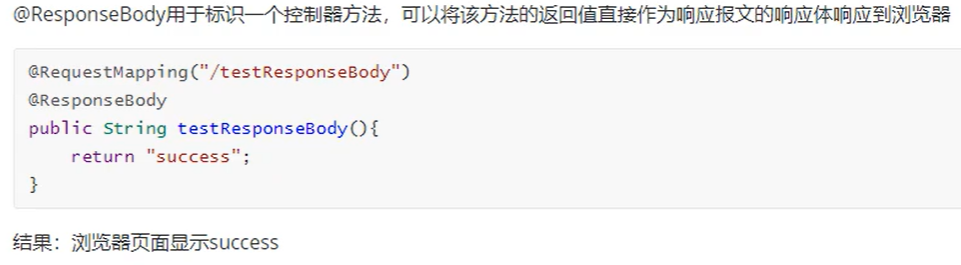 @ResponseBody用于标识一个控制器方法，可以将该方法的返回值直接作为响应报文的响应体响应到浏览器
@RequestMapping("/testResponseBody")
@ResponseBody
public String testResponseBody(){
    return "success";
}
结果：浏览器页面显示success